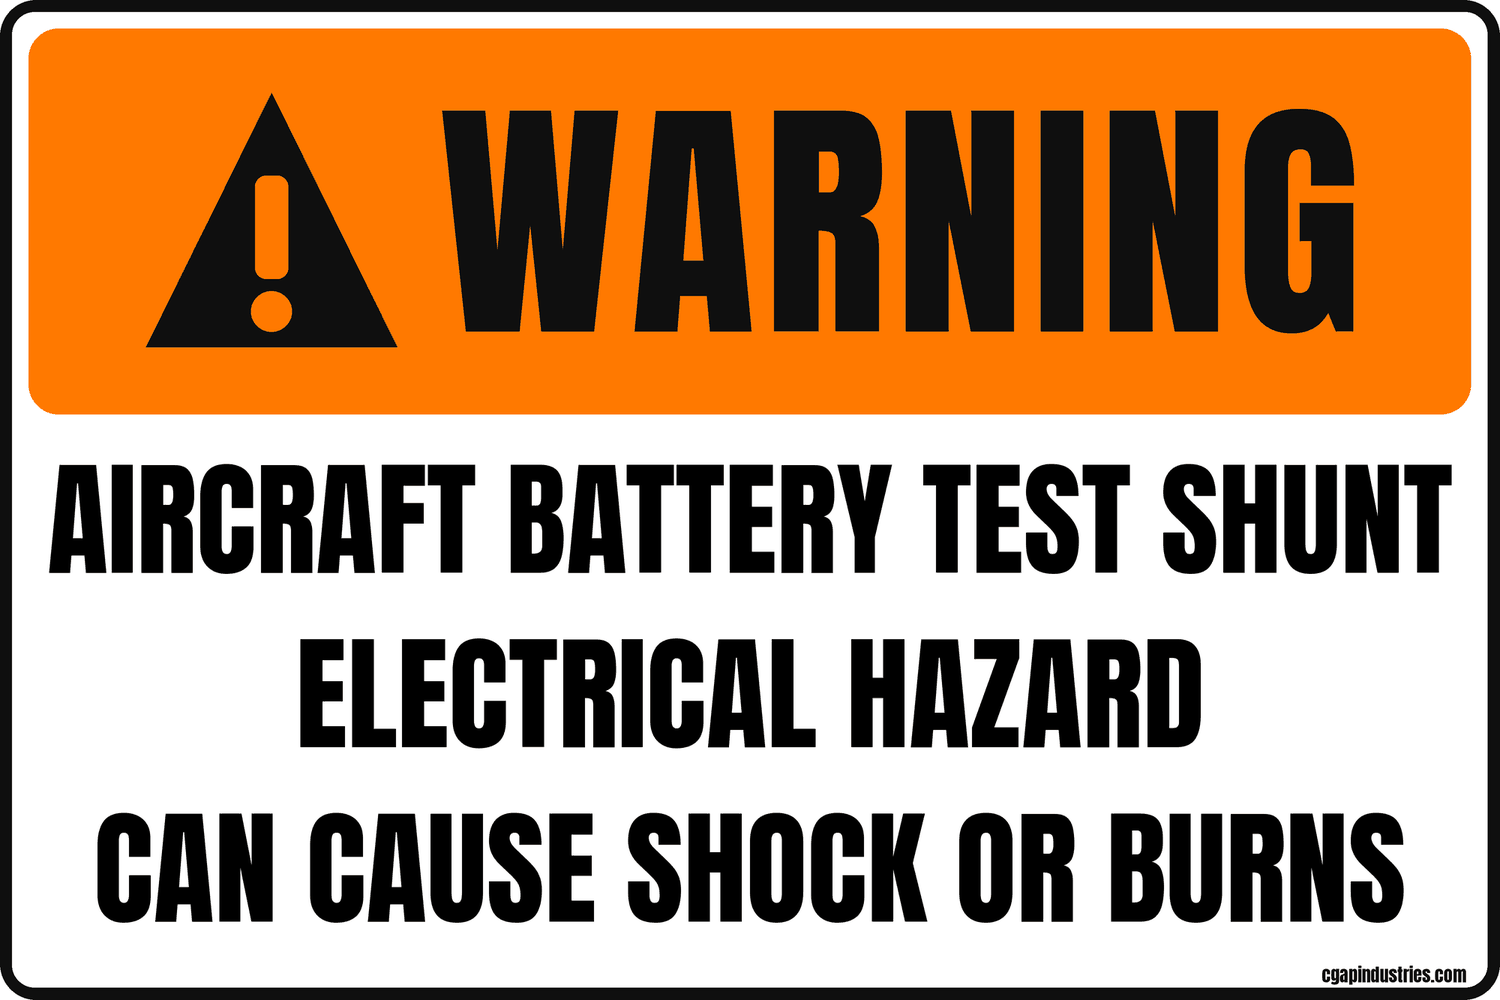 WARNING
AIRCRAFT BATTERY TEST SHUNT
ELECTRICAL HAZARD
CAN CAUSE SHOCK OR BURNS
cgapindustries.com